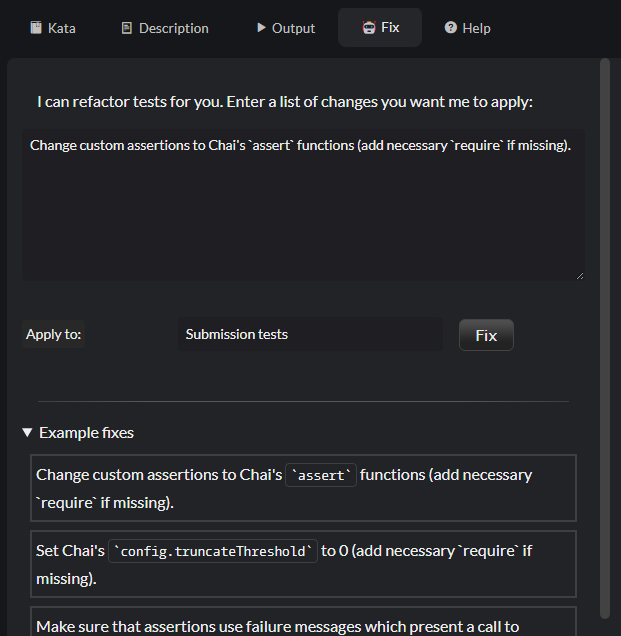 Kata Description Output Fix Help
I can refactor tests for you. Enter a list of changes you want me to apply:
Change custom assertions to Chai's `assert` functions (add necessary `require` if missing).
Apply to: Submission tests Fix
Example fixes
Change custom assertions to Chai's `assert` functions (add necessary
`require` if missing).
Set Chai's `config.truncateThreshold` to 0 (add necessary `require` if
missing).
Make sure that assertions use failure messages which present a call to